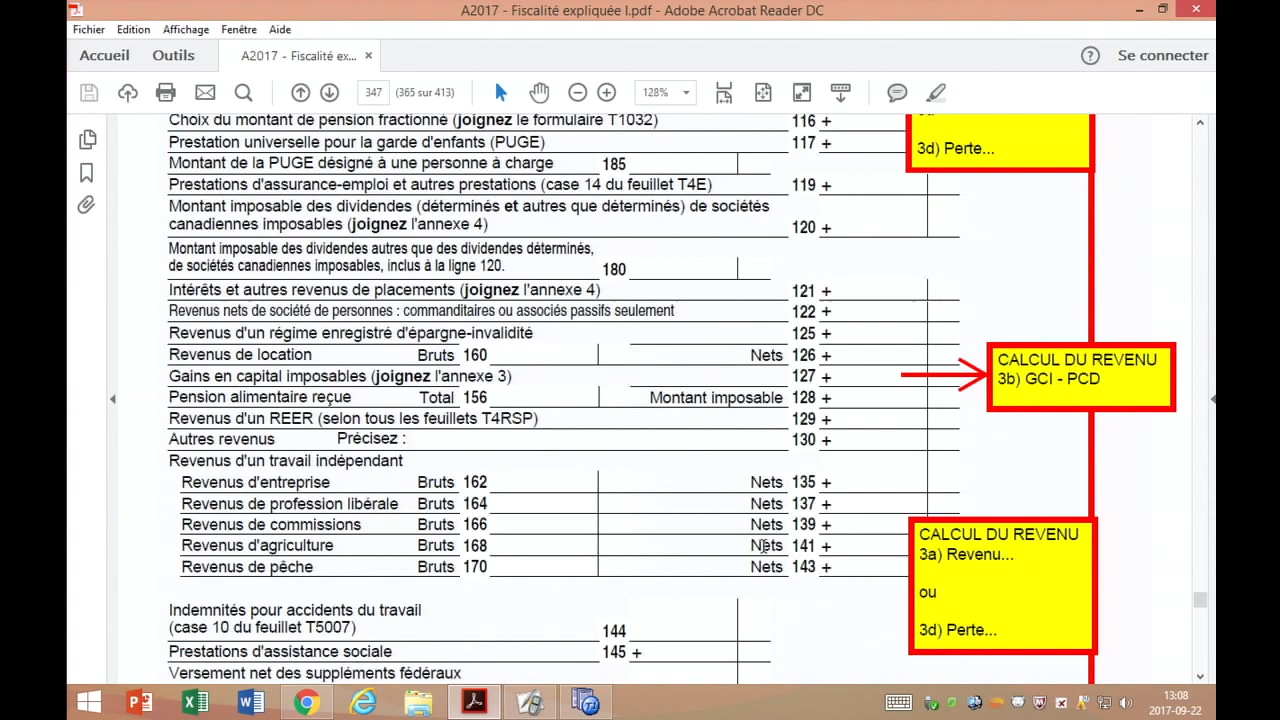 A2017 - Fiscalité expliquée I.pdf - Adobe Acrobat Reader DC
Fichier Edition Affichage Fenêtre Aide
Accueil Outils A2017 - Fiscalité ex... × Se connecter
347 (365 sur 413) 128%
Choix du montant de pension fractionné (joignez le formulaire T1032) 116 +
Prestation universelle pour la garde d'enfants (PUGE) 117 +
3d) Perte...
Montant de la PUGE désigné à une personne à charge 185
Prestations d'assurance-emploi et autres prestations (case 14 du feuillet T4E) 119 +
Montant imposable des dividendes (déterminés et autres que déterminés) de sociétés
canadiennes imposables (joignez l'annexe 4) 120 +
Montant imposable des dividendes autres que des dividendes déterminés,
de sociétés canadiennes imposables, inclus à la ligne 120. 180
Intérêts et autres revenus de placements (joignez l'annexe 4) 121 +
Revenus nets de société de personnes : commanditaires ou associés passifs seulement 122 +
Revenus d'un régime enregistré d'épargne-invalidité 125 +
Revenus de location Bruts 160 Nets 126 +
CALCUL DU REVENU
3b) GCI - PCD
Gains en capital imposables (joignez l'annexe 3) 127 +
Pension alimentaire reçue Total 156 Montant imposable 128 +
Revenus d'un REER (selon tous les feuillets T4RSP) 129 +
Autres revenus Précisez : 130 +
Revenus d'un travail indépendant
Revenus d'entreprise Bruts 162 Nets 135 +
Revenus de profession libérale Bruts 164 Nets 137 +
Revenus de commissions Bruts 166 Nets 139 +
Revenus d'agriculture Bruts 168 Nets 141 +
Revenus de pêche Bruts 170 Nets 143 +
CALCUL DU REVENU
3a) Revenu...
ou
3d) Perte...
Indemnités pour accidents du travail
(case 10 du feuillet T5007) 144
Prestations d'assistance sociale 145 +
Versement net des suppléments fédéraux
13:08
2017-09-22